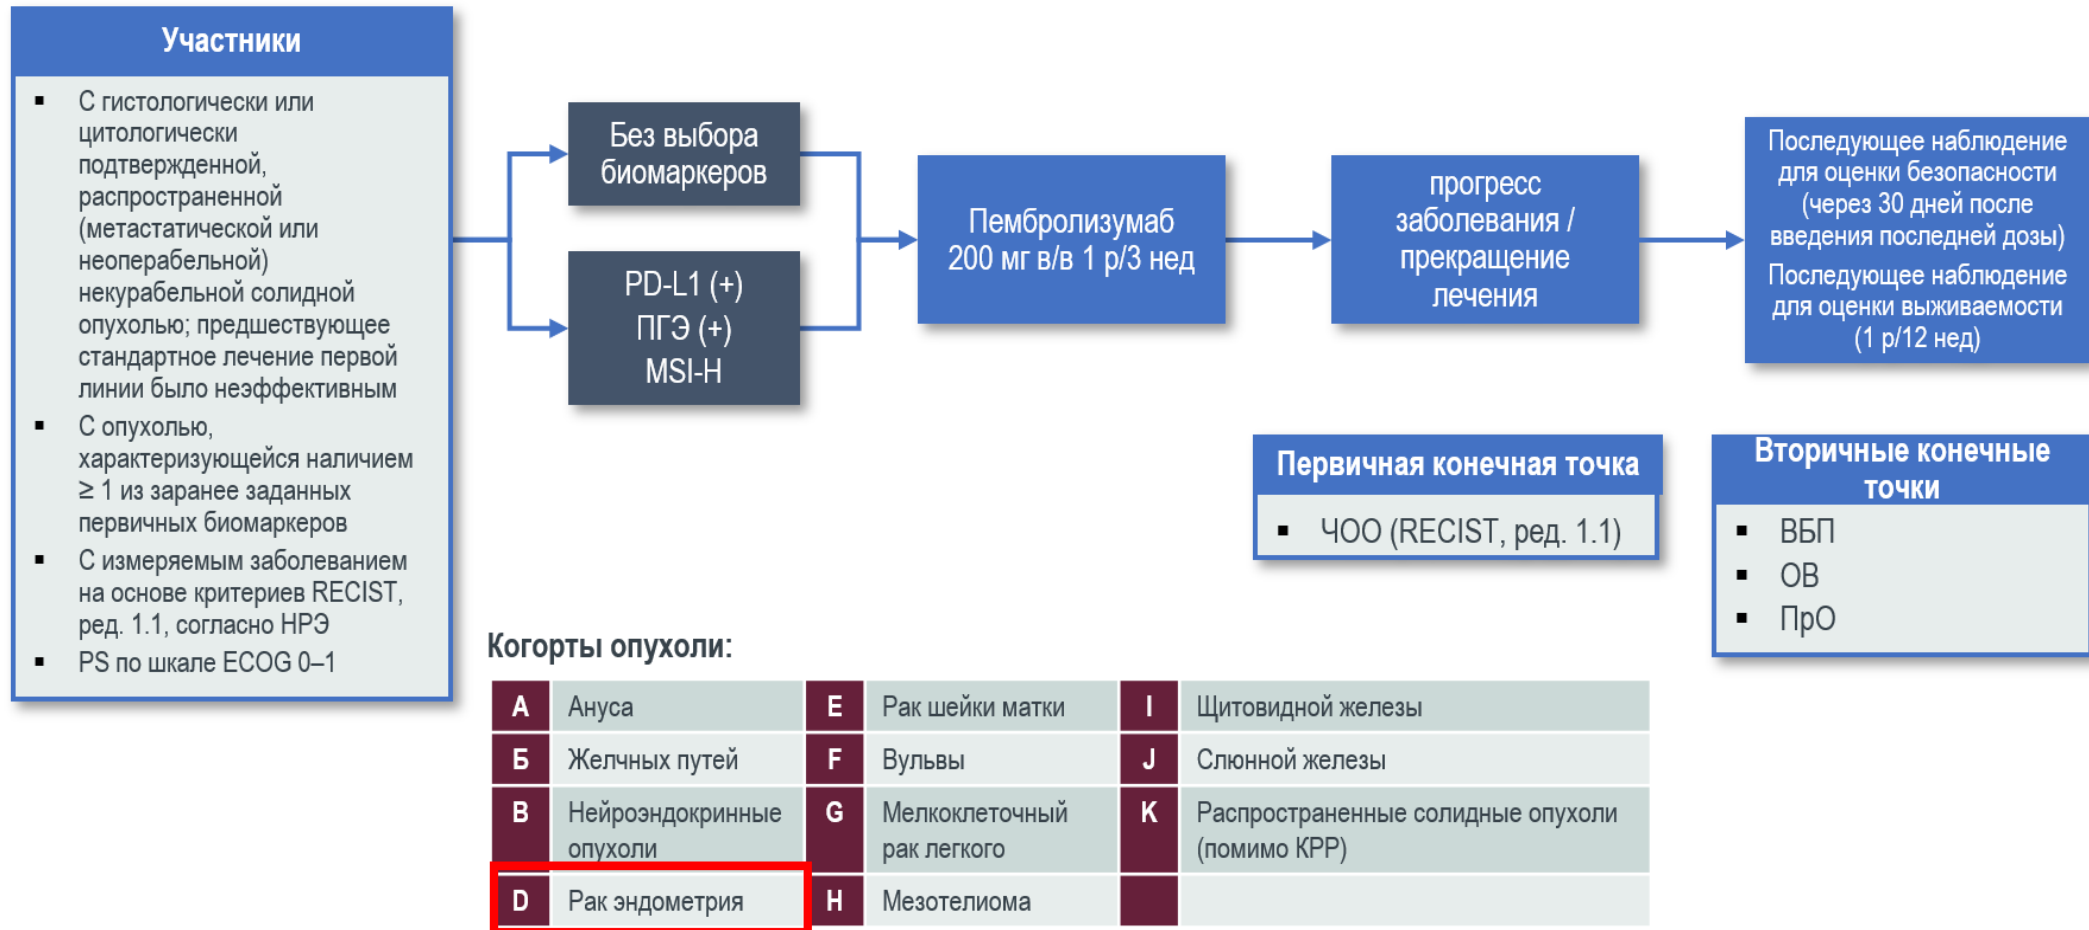 Участники
▪ С гистологически или
цитологически
подтвержденной,
распространенной
(метастатической или
неоперабельной)
некурабельной солидной
опухолью; предшествующее
стандартное лечение первой
линии было неэффективным
▪ С опухолью,
характеризующейся наличием
≥ 1 из заранее заданных
первичных биомаркеров
▪ С измеряемым заболеванием
на основе критериев RECIST,
ред. 1.1, согласно НРЭ
▪ PS по шкале ECOG 0–1
Без выбора
биомаркеров
PD-L1 (+)
ПГЭ (+)
MSI-H
Пембролизумаб
200 мг в/в 1 р/3 нед
прогресс
заболевания /
прекращение
лечения
Последующее наблюдение
для оценки безопасности
(через 30 дней после
введения последней дозы)
Последующее наблюдение
для оценки выживаемости
(1 р/12 нед)
Первичная конечная точка
▪ ЧОО (RECIST, ред. 1.1)
Вторичные конечные
точки
▪ ВБП
▪ ОВ
▪ ПрО
Когорты опухоли:
A Ануса
Б Желчных путей
B Нейроэндокринные
опухоли
D Рак эндометрия
E Рак шейки матки
F Вульвы
G Мелкоклеточный
рак легкого
H Мезотелиома
I Щитовидной железы
J Слюнной железы
K Распространенные солидные опухоли
(помимо КРР)